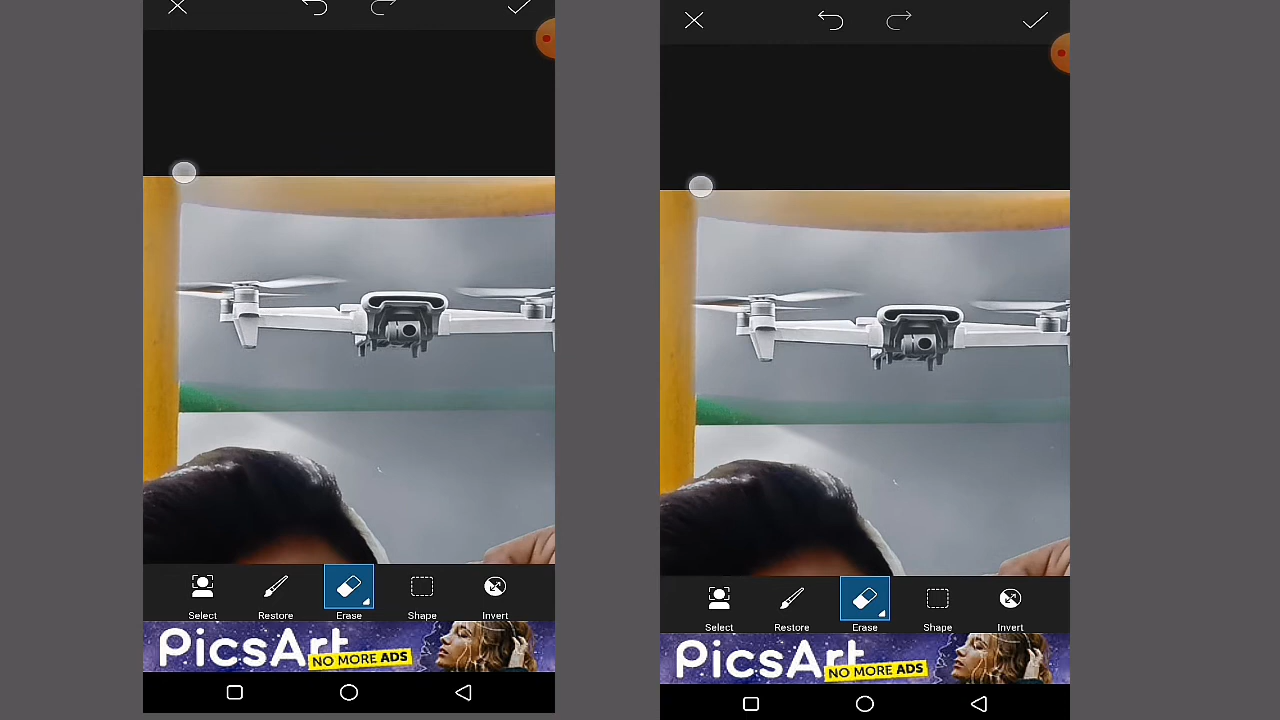 Select Restore Erase Shape Invert
PicsArt
NO MORE ADS
Select Restore Erase Shape Invert
PicsArt
NO MORE ADS